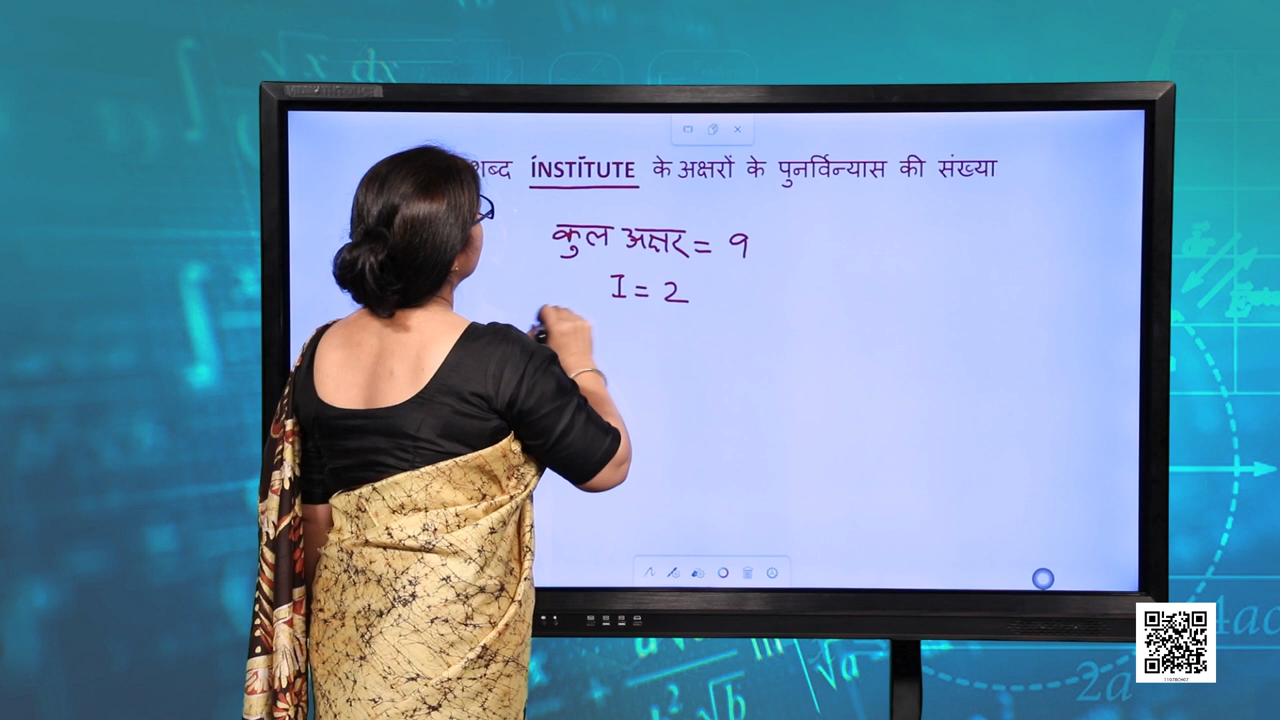 शब्द INSTITUTE के अक्षरों के पुनर्विन्यास की संख्या
कुल अक्षर = 9
I = 2